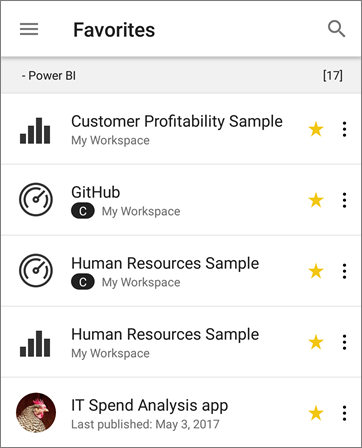 Favorites
- Power BI [17]
Customer Profitability Sample
My Workspace
GitHub
C My Workspace
Human Resources Sample
C My Workspace
Human Resources Sample
My Workspace
IT Spend Analysis app
Last published: May 3, 2017